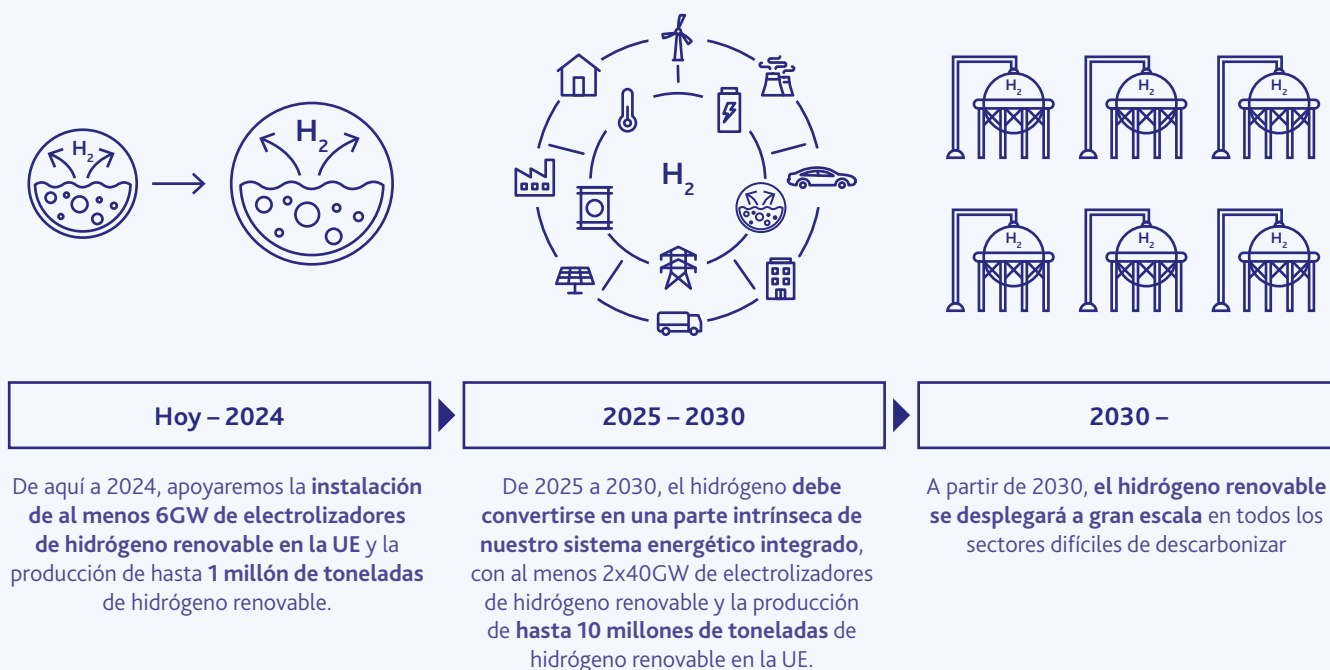 H₂
H₂
H₂
H₂
H₂
H₂
H₂
H₂
H₂
Hoy – 2024
De aquí a 2024, apoyaremos la instalación
de al menos 6GW de electrolizadores
de hidrógeno renovable en la UE y la
producción de hasta 1 millón de toneladas
de hidrógeno renovable.
2025 – 2030
De 2025 a 2030, el hidrógeno debe
convertirse en una parte intrínseca de
nuestro sistema energético integrado,
con al menos 2x40GW de electrolizadores
de hidrógeno renovable y la producción
de hasta 10 millones de toneladas de
hidrógeno renovable en la UE.
2030 –
A partir de 2030, el hidrógeno renovable
se desplegará a gran escala en todos los
sectores difíciles de descarbonizar